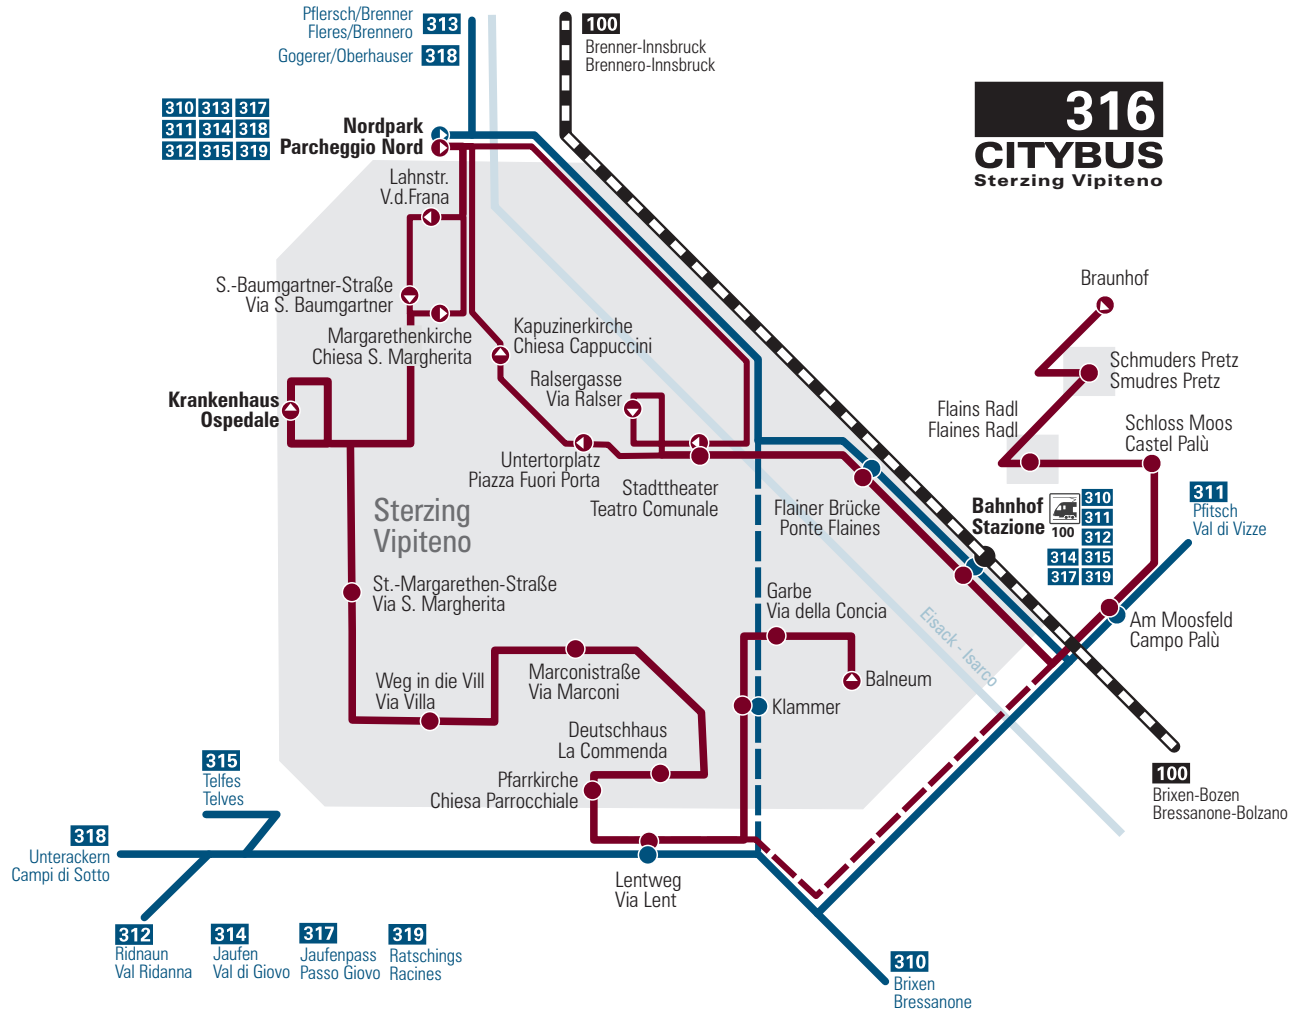 Pflersch/Brenner
Fleres/Brennero
313
Gogerer/Oberhauser
318
100
Brenner-Innsbruck
Brennero-Innsbruck
316
CITYBUS
Sterzing Vipiteno
310 313 317
311 314 318
312 315 319
Nordpark
Parcheggio Nord
Lahnstr.
V.d.Frana
S.-Baumgartner-Straße
Via S. Baumgartner
Margarethenkirche
Chiesa S. Margherita
Kapuzinerkirche
Chiesa Cappuccini
Ralsergasse
Via Ralser
Krankenhaus
Ospedale
Untertorplatz
Piazza Fuori Porta
Stadttheater
Teatro Comunale
Flainer Brücke
Ponte Flaines
Braunhof
Schmuders Pretz
Smudres Pretz
Flains Radl
Flaines Radl
Schloss Moos
Castel Palù
Bahnhof
Stazione
100
310
311
312
314 315
317 319
311
Pfitsch
Val di Vizze
Sterzing
Vipiteno
St.-Margarethen-Straße
Via S. Margherita
Garbe
Via della Concia
Eisack - Isarco
Am Moosfeld
Campo Palù
Weg in die Vill
Via Villa
Marconistraße
Via Marconi
Balneum
Klammer
Deutschhaus
La Commenda
Pfarrkirche
Chiesa Parrocchiale
100
Brixen-Bozen
Bressanone-Bolzano
315
Telfes
Telves
318
Unterackern
Campi di Sotto
Lentweg
Via Lent
312
Ridnaun
Val Ridanna
314
Jaufen
Val di Giovo
317
Jaufenpass
Passo Giovo
319
Ratschings
Racines
310
Brixen
Bressanone